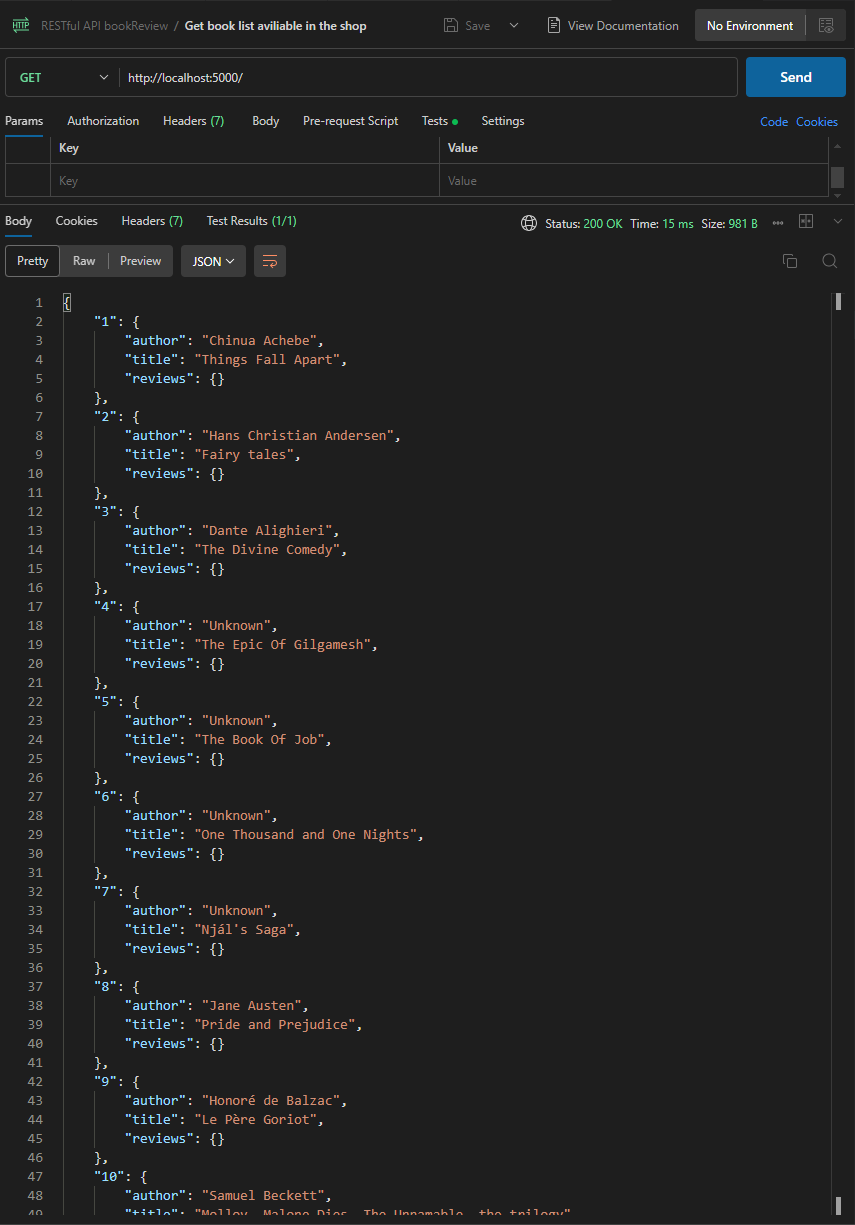 HTTP RESTful API bookReview / Get book list aviliable in the shop Save View Documentation No Environment
GET http://localhost:5000/ Send
Params Authorization Headers (7) Body Pre-request Script Tests Settings Code Cookies
Key Value
Key Value
Body Cookies Headers (7) Test Results (1/1) Status: 200 OK Time: 15 ms Size: 981 B
Pretty Raw Preview JSON
1 {
2 "1": {
3 "author": "Chinua Achebe",
4 "title": "Things Fall Apart",
5 "reviews": {}
6 },
7 "2": {
8 "author": "Hans Christian Andersen",
9 "title": "Fairy tales",
10 "reviews": {}
11 },
12 "3": {
13 "author": "Dante Alighieri",
14 "title": "The Divine Comedy",
15 "reviews": {}
16 },
17 "4": {
18 "author": "Unknown",
19 "title": "The Epic Of Gilgamesh",
20 "reviews": {}
21 },
22 "5": {
23 "author": "Unknown",
24 "title": "The Book Of Job",
25 "reviews": {}
26 },
27 "6": {
28 "author": "Unknown",
29 "title": "One Thousand and One Nights",
30 "reviews": {}
31 },
32 "7": {
33 "author": "Unknown",
34 "title": "Njál's Saga",
35 "reviews": {}
36 },
37 "8": {
38 "author": "Jane Austen",
39 "title": "Pride and Prejudice",
40 "reviews": {}
41 },
42 "9": {
43 "author": "Honoré de Balzac",
44 "title": "Le Père Goriot",
45 "reviews": {}
46 },
47 "10": {
48 "author": "Samuel Beckett",
49 "title": "Molloy, Malone Dies, The Unnamable, the trilogy"